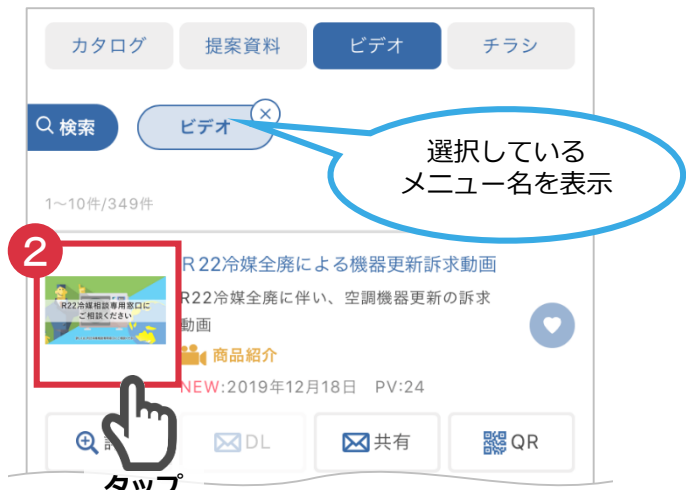 カタログ
提案資料
ビデオ
チラシ
検索
ビデオ
選択している
メニュー名を表示
1～10件/349件
2
R22冷媒全廃による機器更新訴求動画
R22冷媒相談専用窓口に
ご相談ください
R22冷媒全廃に伴い、空調機器更新の訴求
動画
商品紹介
NEW:2019年12月18日 PV:24
DL
共有
QR
タップ